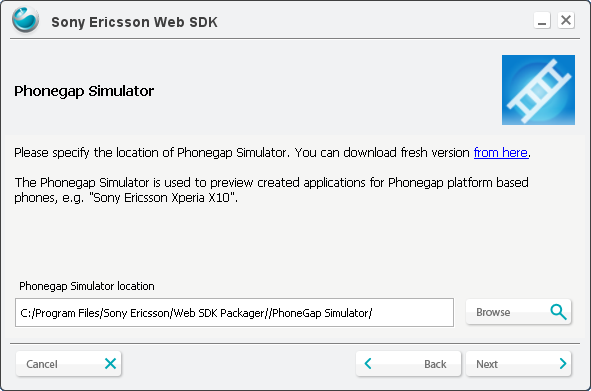 Sony Ericsson Web SDK
Phonegap Simulator
Please specify the location of Phonegap Simulator. You can download fresh version from here.
The Phonegap Simulator is used to preview created applications for Phonegap platform based
phones, e.g. "Sony Ericsson Xperia X10".
Phonegap Simulator location
C:/Program Files/Sony Ericsson/Web SDK Packager//PhoneGap Simulator/
Browse
Cancel
Back
Next